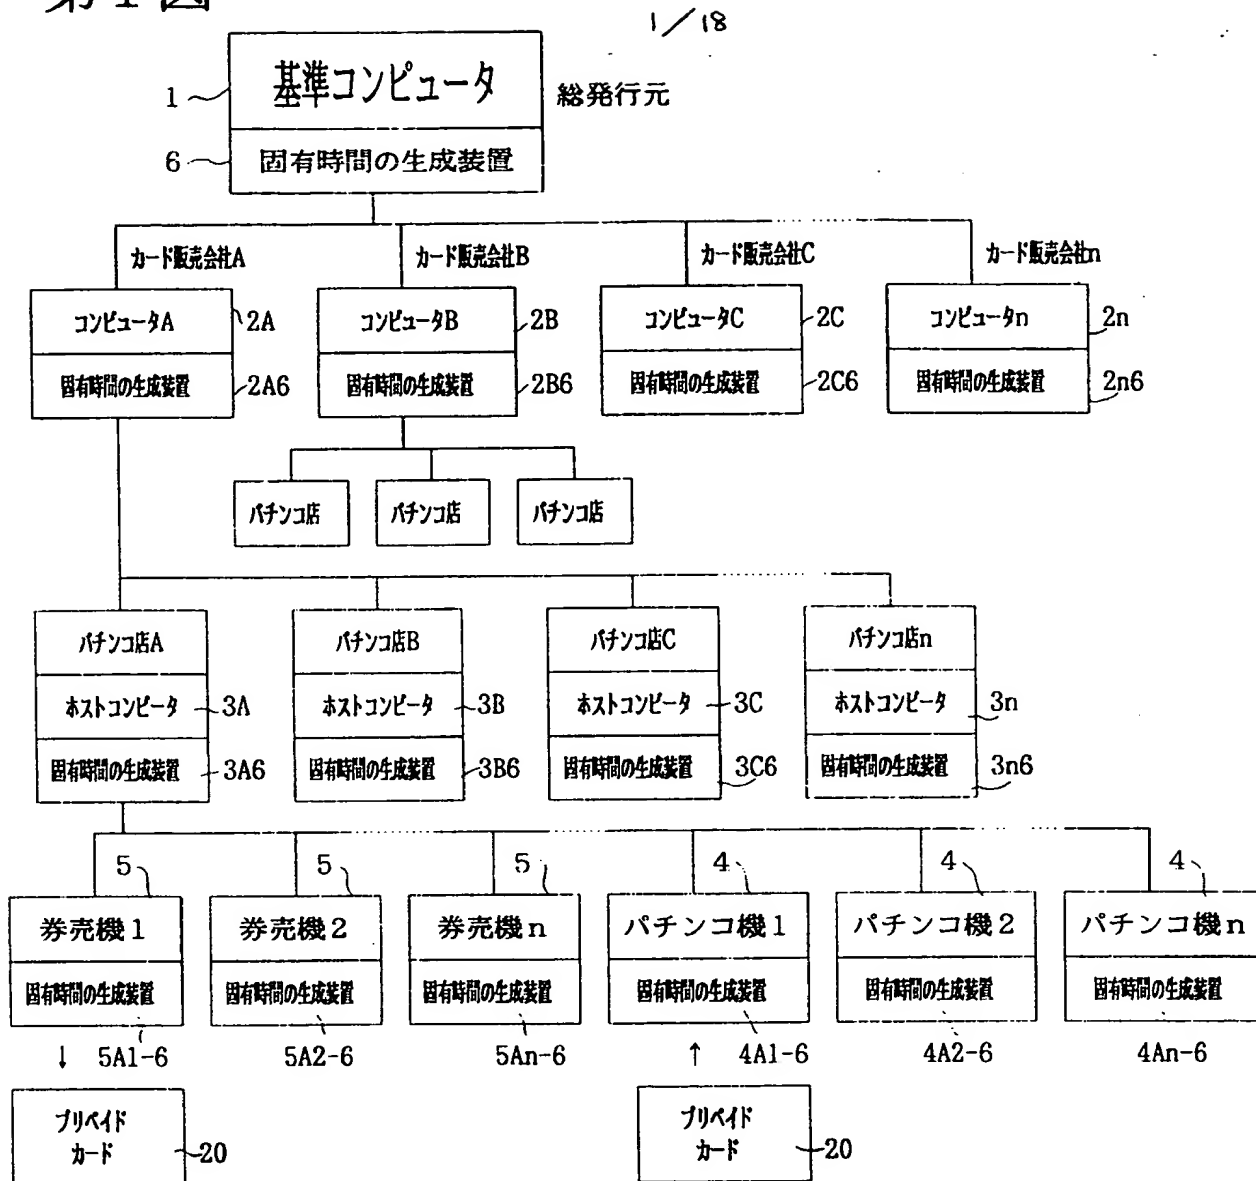 第1図
1/18
基準コンピュータ
1
総発行元
固有時間の生成装置
6
カード販売会社A
カード販売会社B
カード販売会社C
カード販売会社n
コンピュータA
2A
コンピュータB
2B
コンピュータC
2C
コンピュータn
2n
固有時間の生成装置
2A6
固有時間の生成装置
2B6
固有時間の生成装置
2C6
固有時間の生成装置
2n6
パチンコ店
パチンコ店
パチンコ店
パチンコ店A
パチンコ店B
パチンコ店C
パチンコ店n
ホストコンピータ
3A
ホストコンピータ
3B
ホストコンピータ
3C
ホストコンピータ
3n
固有時間の生成装置
3A6
固有時間の生成装置
3B6
固有時間の生成装置
3C6
固有時間の生成装置
3n6
5
5
5
4
4
4
券売機1
券売機2
券売機n
パチンコ機1
パチンコ機2
パチンコ機n
固有時間の生成装置
固有時間の生成装置
固有時間の生成装置
固有時間の生成装置
固有時間の生成装置
固有時間の生成装置
↓ 5A1-6
5A2-6
5An-6
↑ 4A1-6
4A2-6
4An-6
プリペイド
カード
20
プリペイド
カード
20